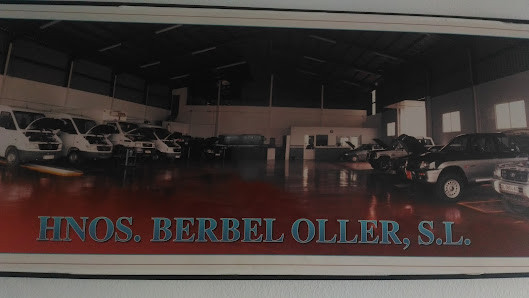 HNOS. BERBEL OLLER, S.L.